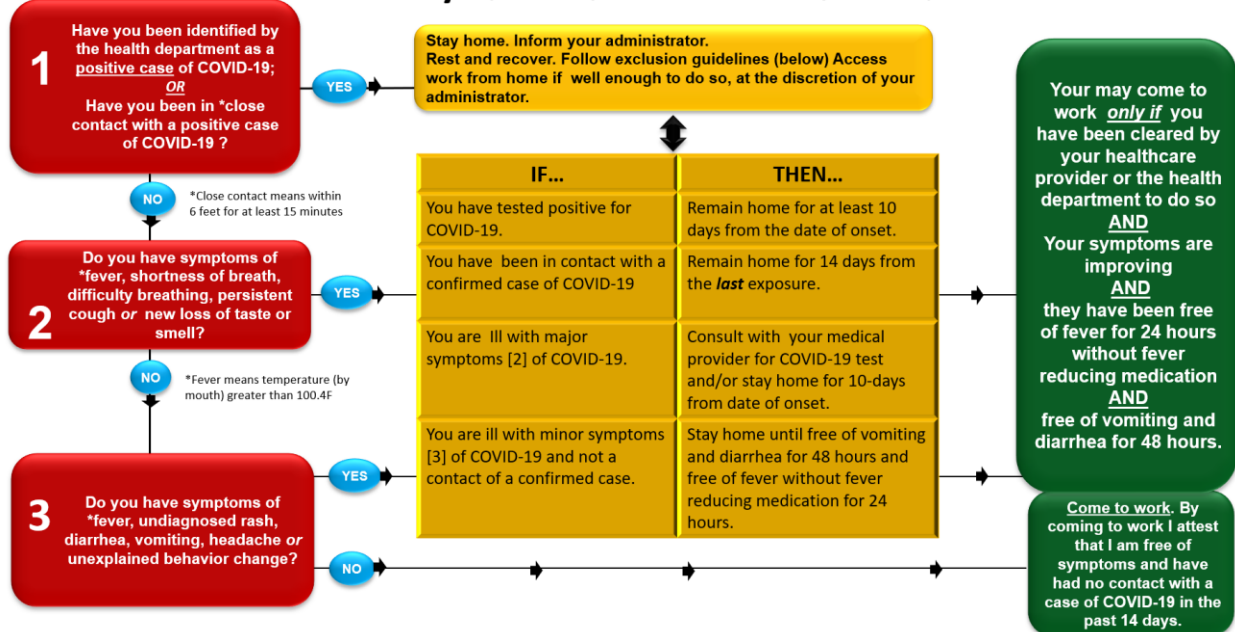 1
Have you been identified by
the health department as a
positive case of COVID-19;
OR
Have you been in *close
contact with a positive case
of COVID-19 ?
YES
Stay home. Inform your administrator.
Rest and recover. Follow exclusion guidelines (below) Access
work from home if well enough to do so, at the discretion of your
administrator.
NO
*Close contact means within
6 feet for at least 15 minutes
2
Do you have symptoms of
*fever, shortness of breath,
difficulty breathing, persistent
cough or new loss of taste or
smell?
YES
NO
*Fever means temperature (by
mouth) greater than 100.4F
3
Do you have symptoms of
*fever, undiagnosed rash,
diarrhea, vomiting, headache or
unexplained behavior change?
YES
NO
IF...
THEN...
You have tested positive for
COVID-19.
Remain home for at least 10
days from the date of onset.
You have been in contact with a
confirmed case of COVID-19
Remain home for 14 days from
the last exposure.
You are Ill with major
symptoms [2] of COVID-19.
Consult with your medical
provider for COVID-19 test
and/or stay home for 10-days
from date of onset.
You are ill with minor symptoms
[3] of COVID-19 and not a
contact of a confirmed case.
Stay home until free of vomiting
and diarrhea for 48 hours and
free of fever without fever
reducing medication for 24
hours.
Your may come to
work only if you
have been cleared by
your healthcare
provider or the health
department to do so
AND
Your symptoms are
improving
AND
they have been free
of fever for 24 hours
without fever
reducing medication
AND
free of vomiting and
diarrhea for 48 hours.
Come to work. By
coming to work I attest
that I am free of
symptoms and have
had no contact with a
case of COVID-19 in the
past 14 days.